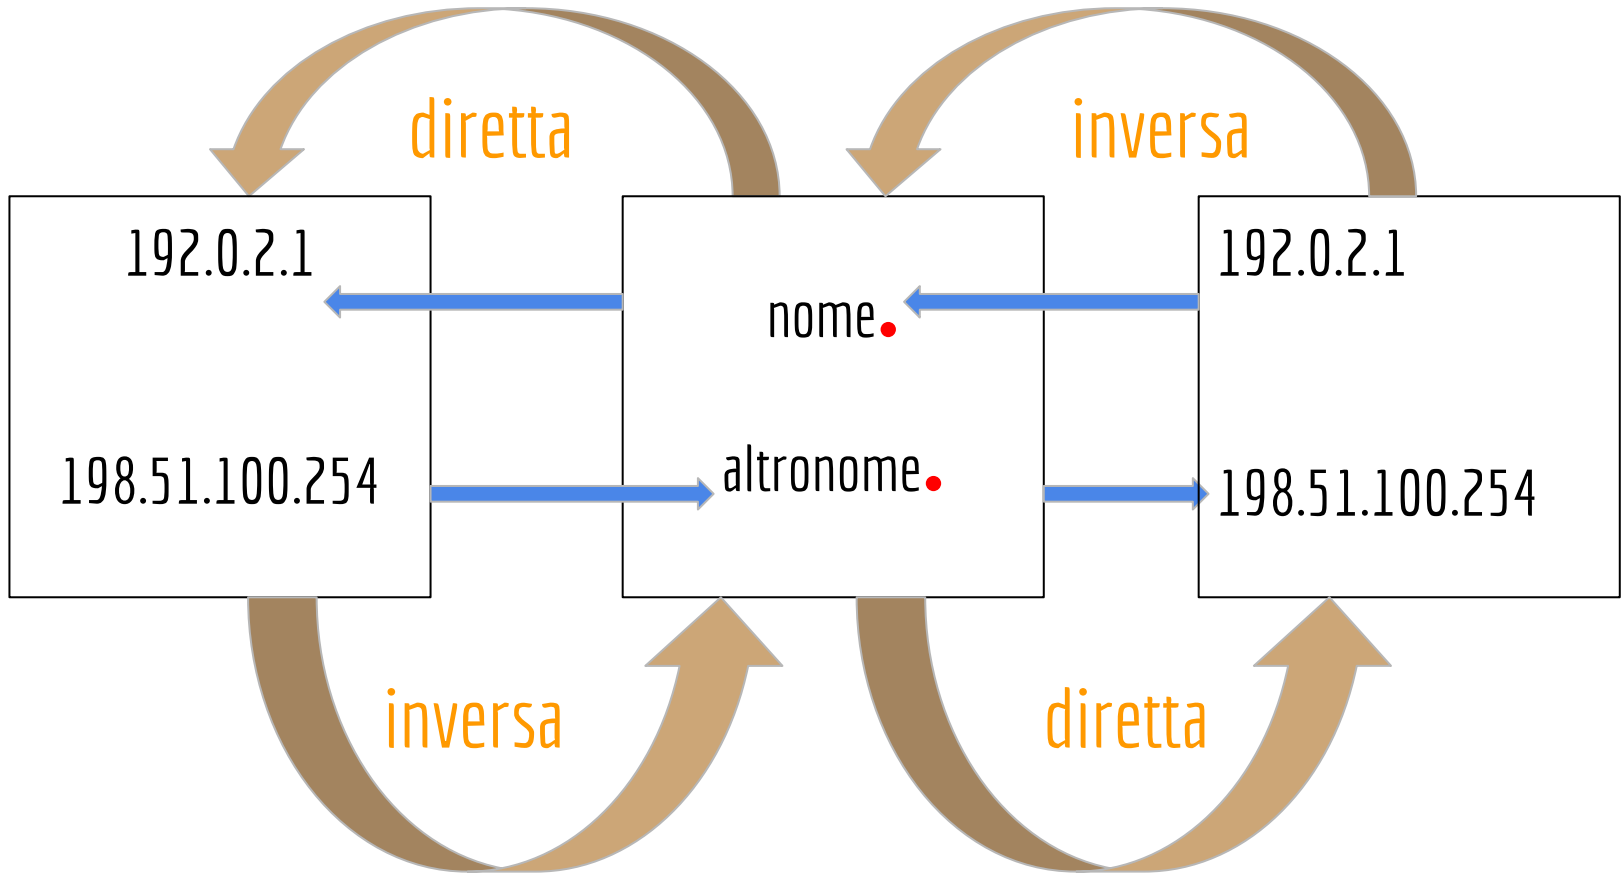 diretta
inversa
192.0.2.1
nome.
192.0.2.1
198.51.100.254
altronome.
198.51.100.254
inversa
diretta